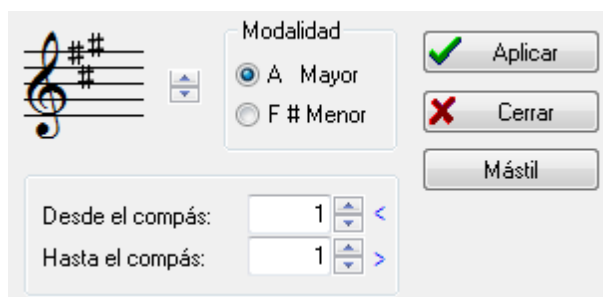 Modalidad
A Mayor
F # Menor
Aplicar
Cerrar
Mástil
Desde el compás: 1 <
Hasta el compás: 1 >